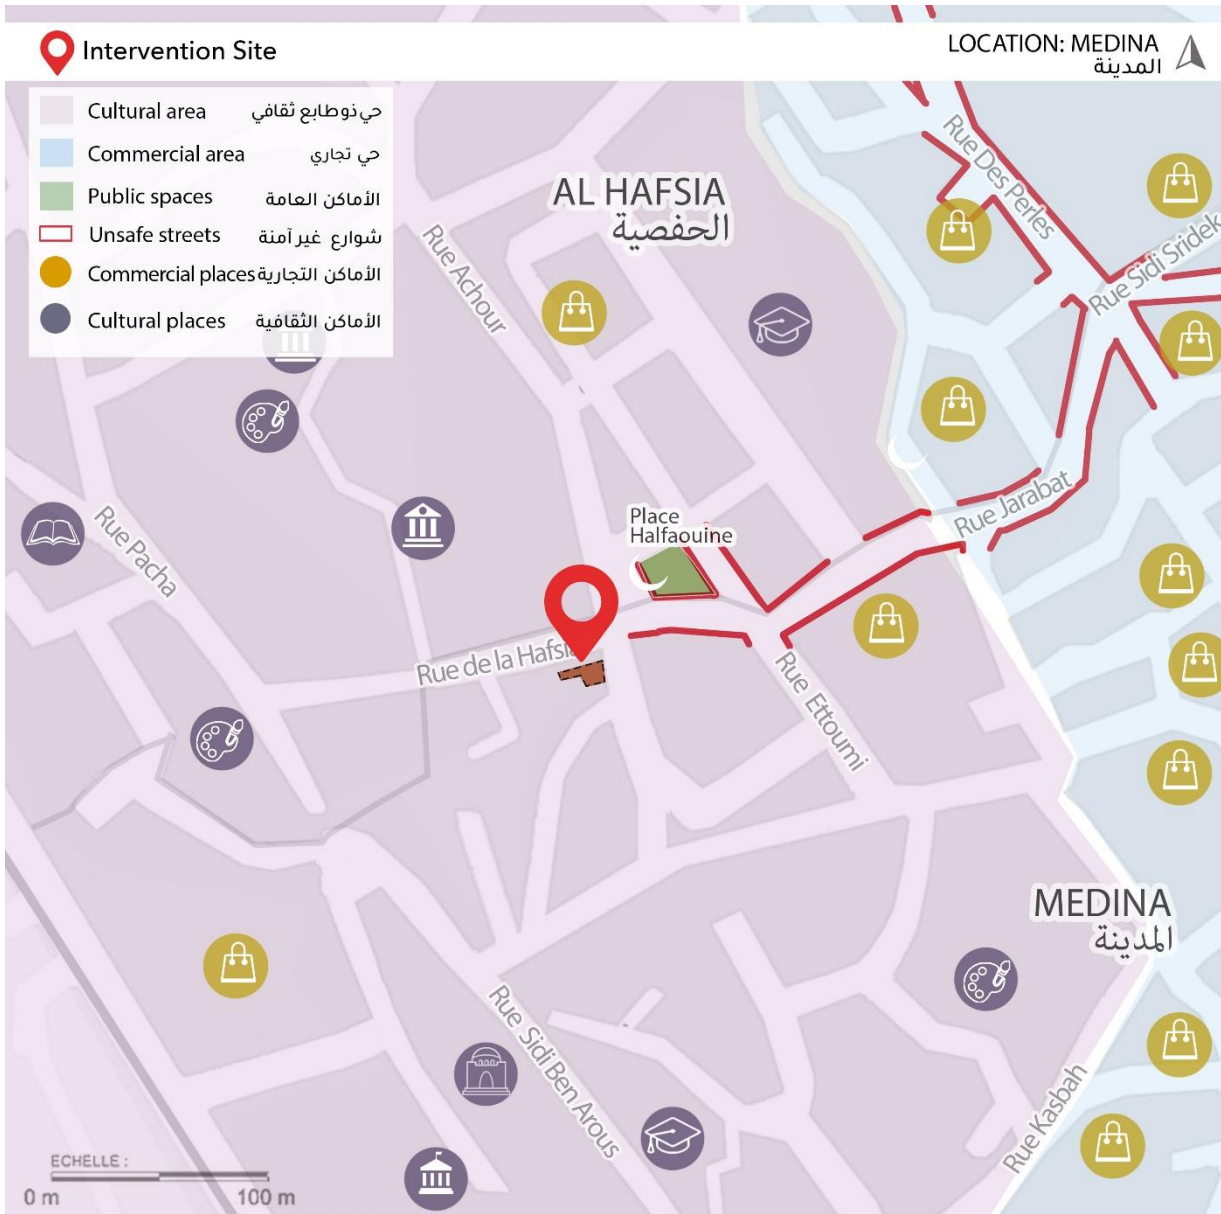 Intervention Site
LOCATION: MEDINA
المدينة
Cultural area حي ذو طابع ثقافي
Commercial area حي تجاري
Public spaces الأماكن العامة
Unsafe streets شوارع غير آمنة
Commercial places الأماكن التجارية
Cultural places الأماكن الثقافية
AL HAFSIA
الحفصية
Rue Des Perles
Rue Sidi Sridek
Rue Achour
Rue Jarabat
Place
Halfaouine
Rue Pacha
Rue de la Hafsia
Rue Ettoumi
MEDINA
المدينة
Rue Sidi Ben Arous
Rue Kasbah
ECHELLE :
0 m 100 m